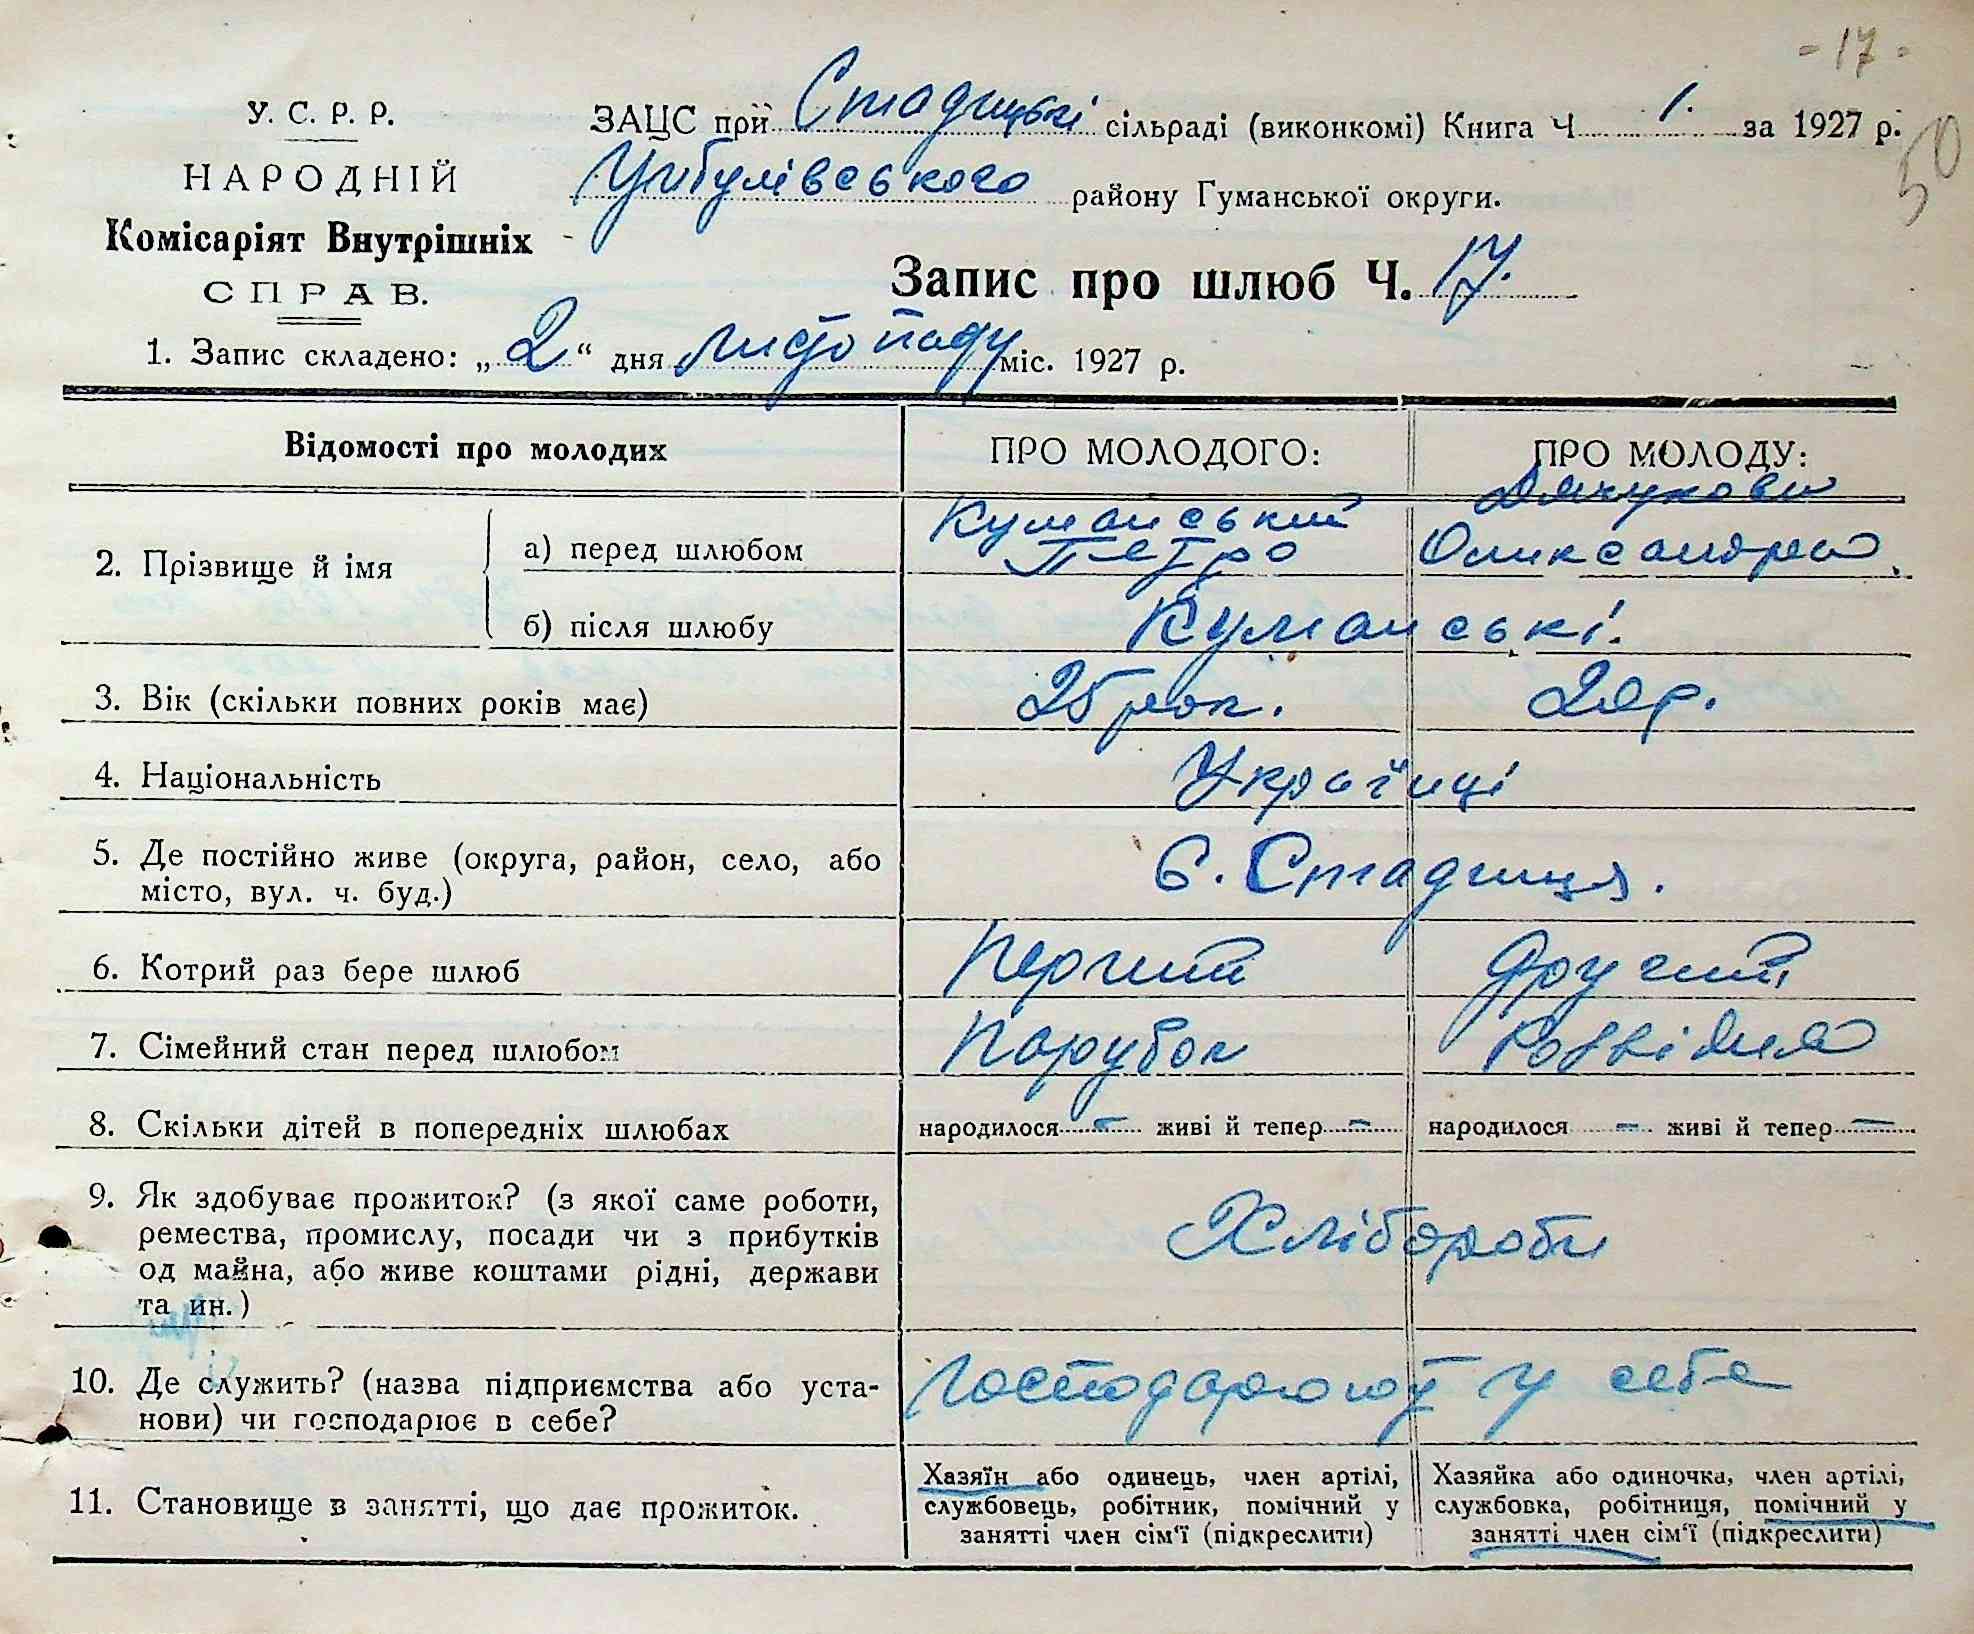 - 17 -
50
У. С. Р. Р.
НАРОДНІЙ
Комісаріят Внутрішніх
СПРАВ.
ЗАЦС при Стадницькі сільраді (виконкомі) Книга Ч 1. за 1927 р.
Цибулівського району Гуманської округи.
Запис про шлюб Ч. 17.
1. Запис складено: „ 2 “ дня листопаду міс. 1927 р.
Відомості про молодих
ПРО МОЛОДОГО:
ПРО МОЛОДУ:
2. Прізвище й імя
а) перед шлюбом
Куманський
Петро
Дячукова
Олександра.
б) після шлюбу
Куманські.
3. Вік (скільки повних років має)
25 рок.
4. Національність
Українці
5. Де постійно живе (округа, район, село, або
місто, вул. ч. буд.)
с. Стадниця.
6. Котрий раз бере шлюб
Перший
Другий
7. Сімейний стан перед шлюбом
Парубок
8. Скільки дітей в попередніх шлюбах
народилося – живі й тепер –
народилося – живі й тепер –
9. Як здобуває прожиток? (з якої саме роботи,
ремества, промислу, посади чи з прибутків
од майна, або живе коштами рідні, держави
та ин.)
Хлібороби
10. Де служить? (назва підприємства або уста-
нови) чи господарює в себе?
Господарюют у себе
11. Становище в занятті, що дає прожиток.
Хазяїн або одинець, член артілі,
службовець, робітник, помічний у
занятті член сім'ї (підкреслити)
Хазяйка або одиночка, член артілі,
службовка, робітниця, помічний у
занятті член сім'ї (підкреслити)